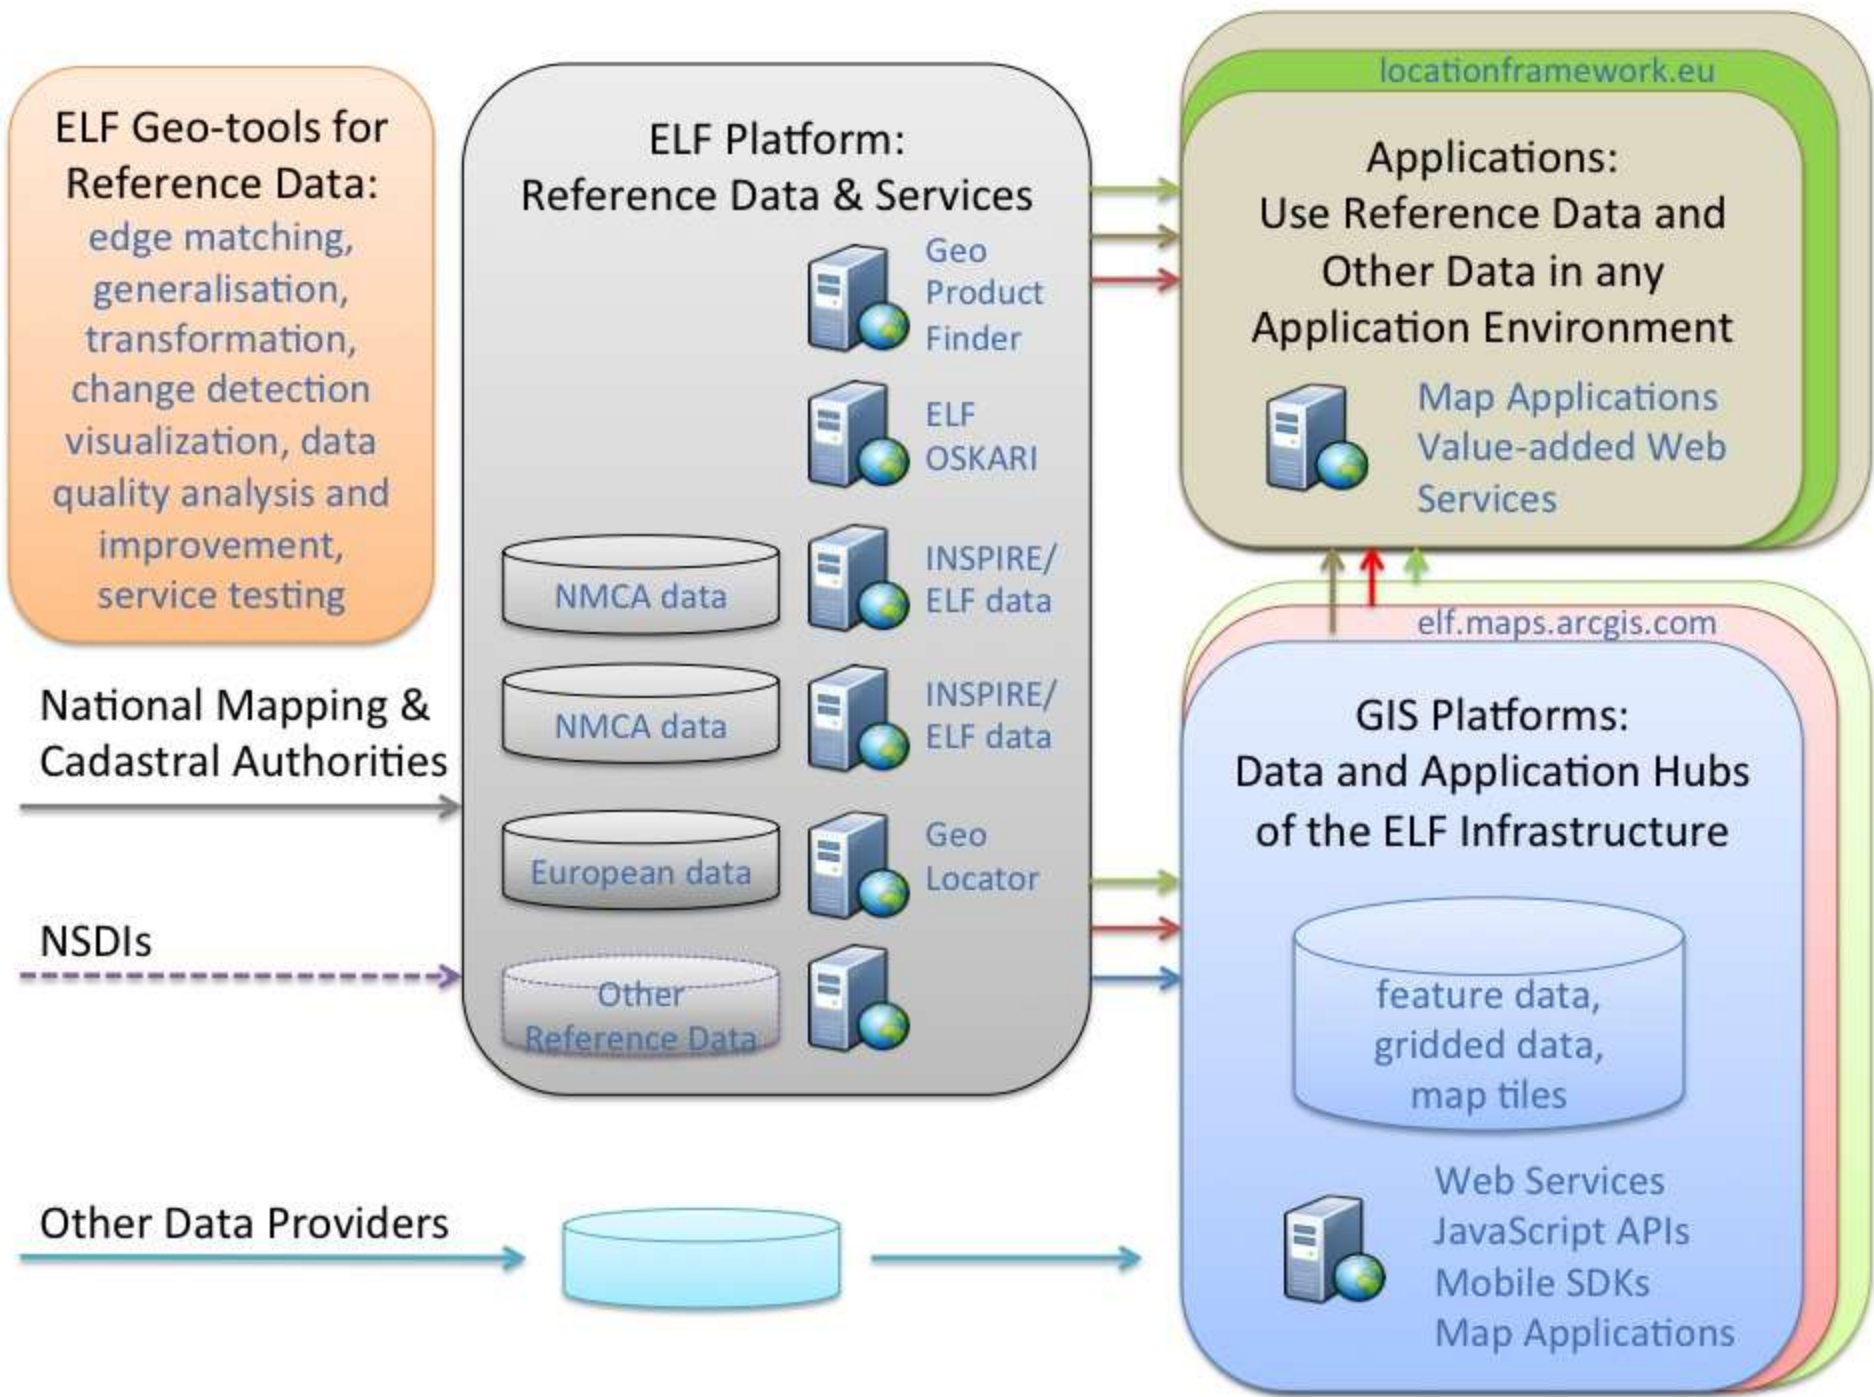 ELF Geo-tools for
Reference Data:
edge matching,
generalisation,
transformation,
change detection
visualization, data
quality analysis and
improvement,
service testing
National Mapping &
Cadastral Authorities
NSDIs
Other Data Providers
ELF Platform:
Reference Data & Services
Geo
Product
Finder
ELF
OSKARI
NMCA data
INSPIRE/
ELF data
NMCA data
INSPIRE/
ELF data
European data
Geo
Locator
Other
Reference Data
locationframework.eu
Applications:
Use Reference Data and
Other Data in any
Application Environment
Map Applications
Value-added Web
Services
elf.maps.arcgis.com
GIS Platforms:
Data and Application Hubs
of the ELF Infrastructure
feature data,
gridded data,
map tiles
Web Services
JavaScript APIs
Mobile SDKs
Map Applications